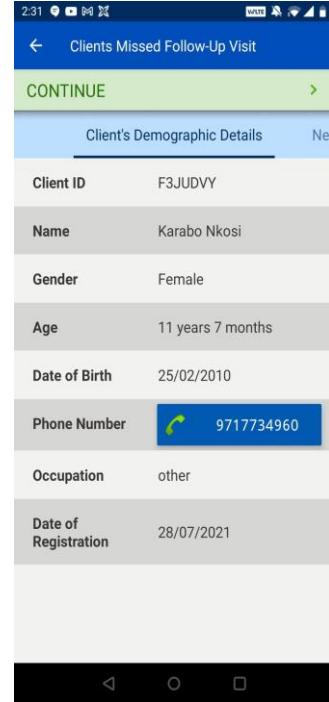 2:31
VoLTE
Clients Missed Follow-Up Visit
CONTINUE
Client's Demographic Details Ne
Client ID F3JUDVY
Name Karabo Nkosi
Gender Female
Age 11 years 7 months
Date of Birth 25/02/2010
Phone Number 9717734960
Occupation other
Date of
Registration 28/07/2021